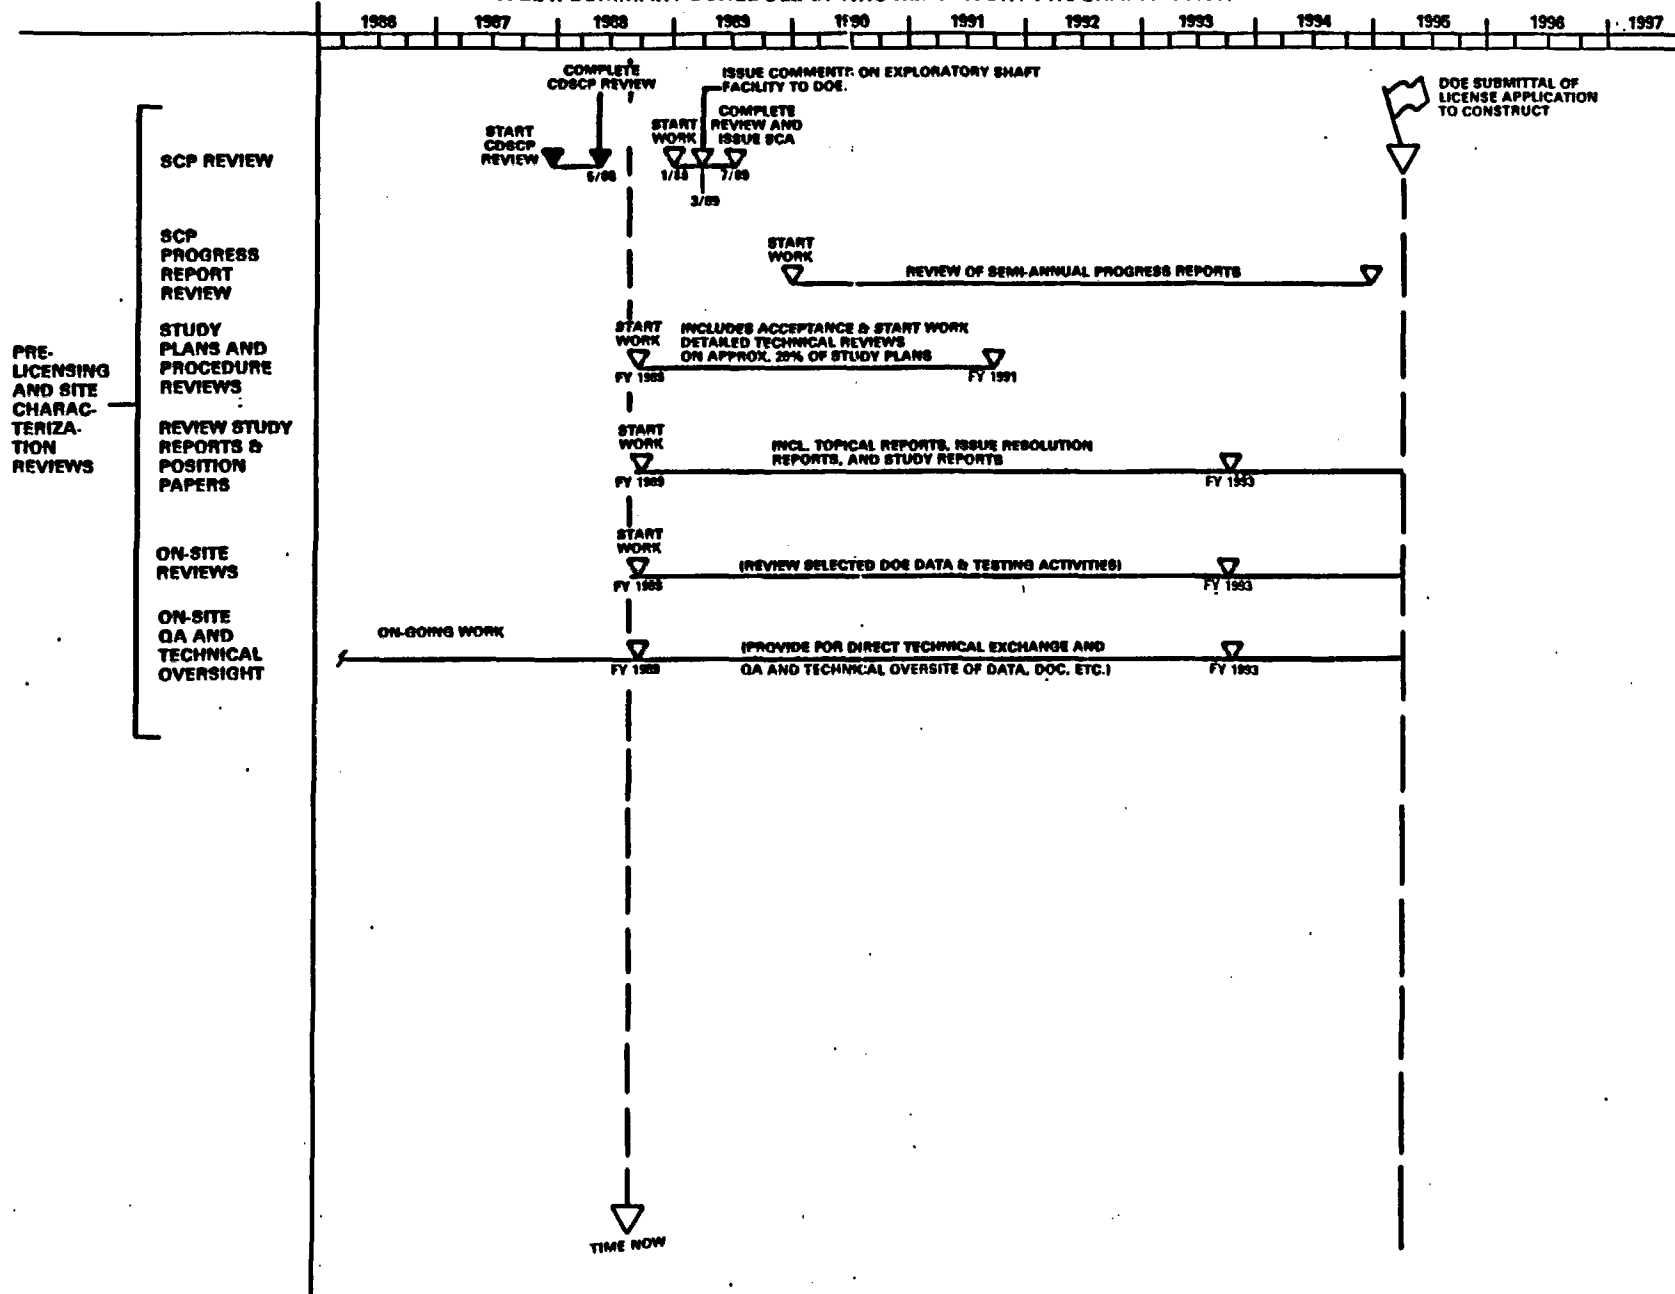 1986 1987 1988 1989 1990 1991 1992 1993 1994 1995 1996 1997
COMPLETE
CDSCP REVIEW
ISSUE COMMENTS ON EXPLORATORY SHAFT
FACILITY TO DOE.
DOE SUBMITTAL OF
LICENSE APPLICATION
TO CONSTRUCT
START
CDSCP
REVIEW
START
WORK
COMPLETE
REVIEW AND
ISSUE SCA
SCP REVIEW
7/89
3/89
SCP
PROGRESS
REPORT
REVIEW
START
WORK
REVIEW OF SEMI-ANNUAL PROGRESS REPORTS
PRE-
LICENSING
AND SITE
CHARAC-
TERIZA-
TION
REVIEWS
STUDY
PLANS AND
PROCEDURE
REVIEWS
START
WORK
INCLUDES ACCEPTANCE & START WORK
DETAILED TECHNICAL REVIEWS
ON APPROX. 20% OF STUDY PLANS
FY FY 1991
REVIEW STUDY
REPORTS &
POSITION
PAPERS
START
WORK
INCL. TOPICAL REPORTS, ISSUE RESOLUTION
REPORTS, AND STUDY REPORTS
FY 1989 FY 1993
ON-SITE
REVIEWS
START
WORK
(REVIEW SELECTED DOE DATA & TESTING ACTIVITIES)
FY FY 1993
ON-SITE
QA AND
TECHNICAL
OVERSIGHT
ON-GOING WORK
(PROVIDE FOR DIRECT TECHNICAL EXCHANGE AND
QA AND TECHNICAL OVERSITE OF DATA, DOC, ETC.)
FY 1989 FY 1993
TIME NOW